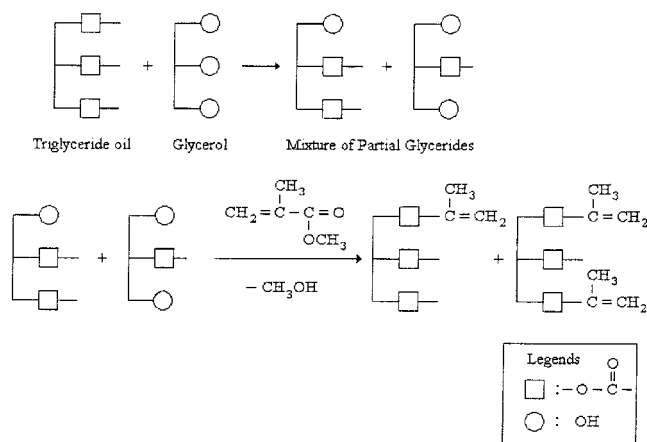 +
Triglyceride oil Glycerol Mixture of Partial Glycerides
CH3
CH2=C-C=O
OCH3
- CH3OH
CH3
C=CH2
CH3
C=CH2
CH3
C=CH2
+
Legends
O
: -O-C-
: OH